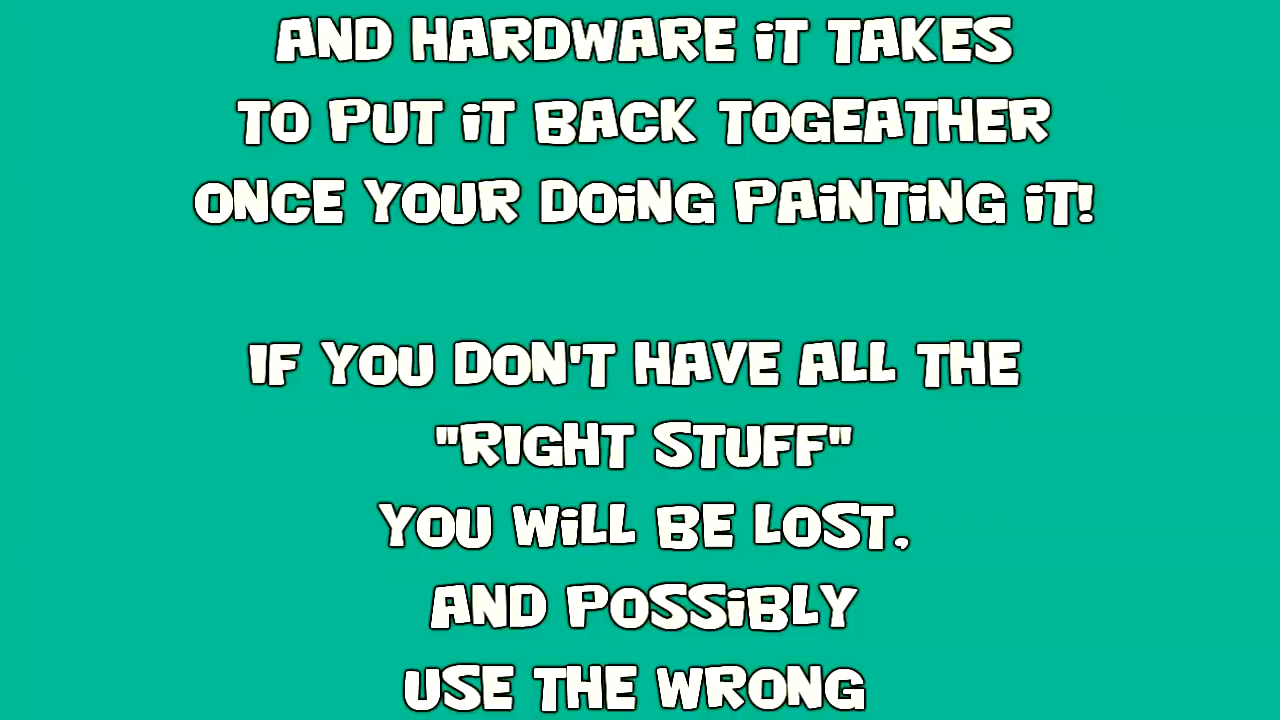 AND HARDWARE iT TAKES
TO PUT iT BACK TOGEATHER
ONCE YOUR DOiNG PAiNTiNG iT!
IF YOU DON'T HAVE ALL THE
"RIGHT STUFF"
YOU WiLL BE LOST,
AND POSSiBLY
USE THE WRONG